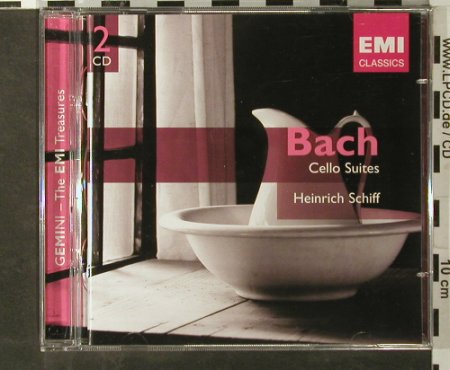 2
CD
EMI
CLASSICS
Bach
Cello Suites
Heinrich Schiff
GEMINI – The EMI Treasures
www.LPCD.de / CD
10 cm